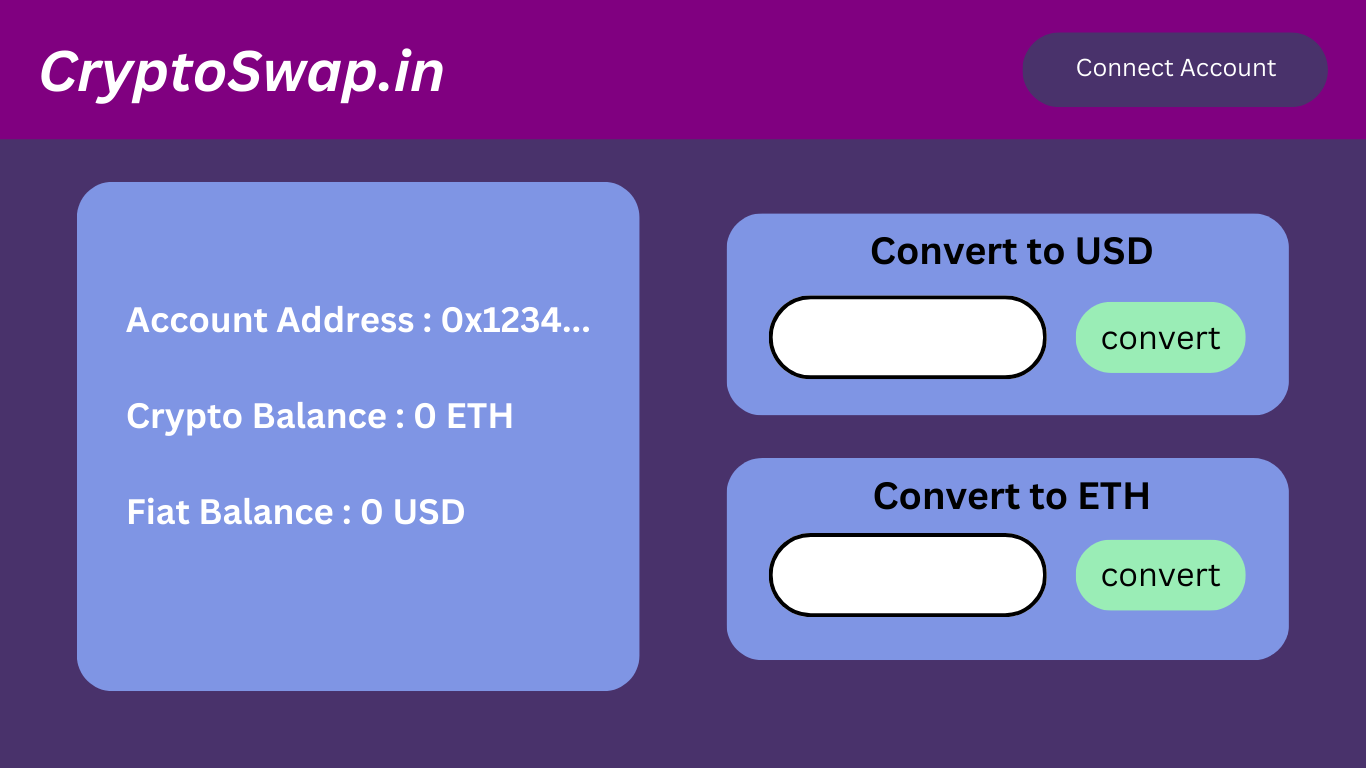 CryptoSwap.in
Connect Account
Account Address : 0x1234...
Crypto Balance : 0 ETH
Fiat Balance : 0 USD
Convert to USD
convert
Convert to ETH
convert